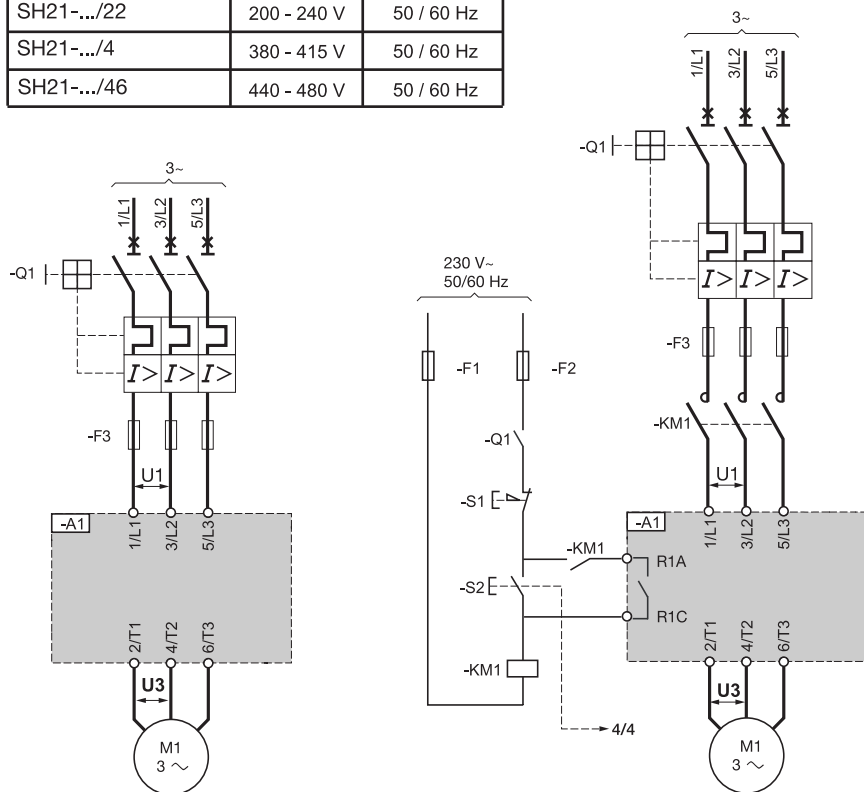 SH21-.../22 200 - 240 V 50 / 60 Hz
SH21-.../4 380 - 415 V 50 / 60 Hz
SH21-.../46 440 - 480 V 50 / 60 Hz
3~
1/L1 3/L2 5/L3
-Q1
I> I> I>
-F3
U1
-A1
1/L1 3/L2 5/L3
2/T1 4/T2 6/T3
U3
M1
3 ~
230 V~
50/60 Hz
-F1 -F2
-Q1
-S1
-KM1
-S2
-KM1
4/4
3~
1/L1 3/L2 5/L3
-Q1
I> I> I>
-F3
-KM1
U1
-A1
1/L1 3/L2 5/L3
R1A
R1C
2/T1 4/T2 6/T3
U3
M1
3 ~